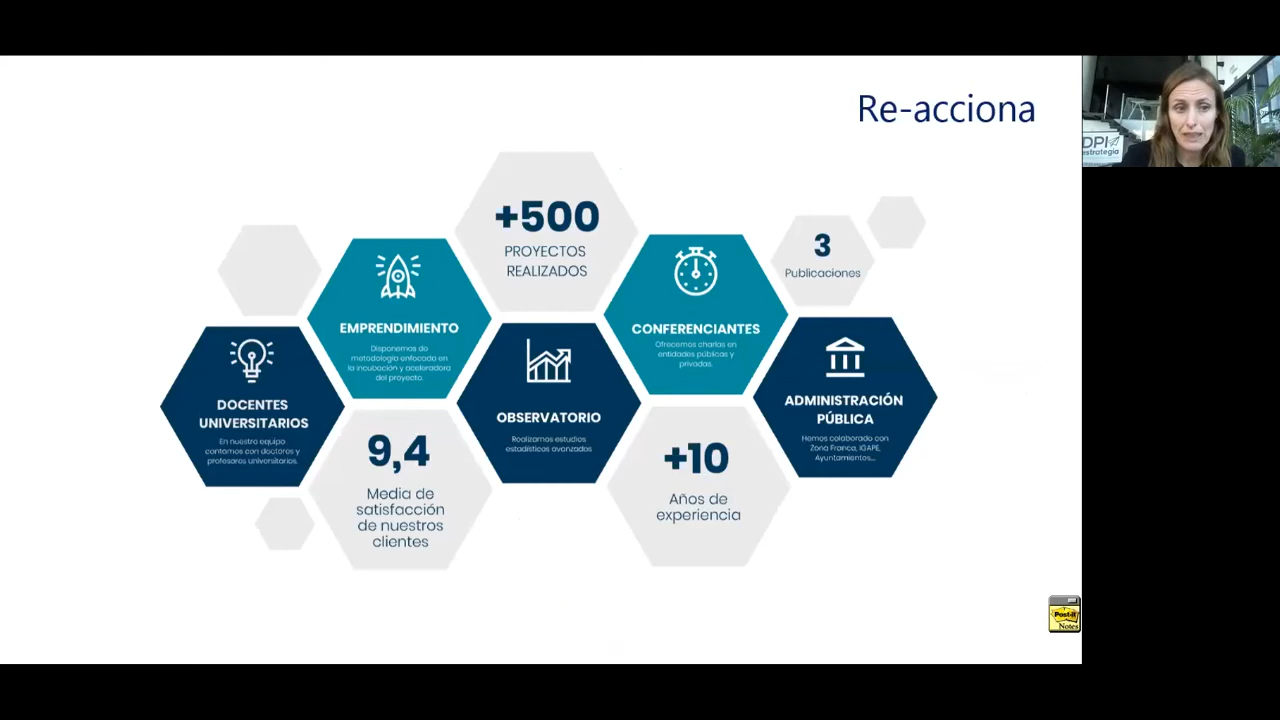 Re-acciona
DPI
estrategia
+500
PROYECTOS
REALIZADOS
3
Publicaciones
EMPRENDIMIENTO
Disponemos de
metodología enfocada en
la incubación y aceleradora
del proyecto.
CONFERENCIANTES
Ofrecemos charlas en
entidades públicas y
privadas.
DOCENTES
UNIVERSITARIOS
En nuestro equipo
contamos con doctores y
profesores universitarios.
OBSERVATORIO
Realizamos estudios
estadísticos avanzados
ADMINISTRACIÓN
PÚBLICA
Hemos colaborado con
Zona Franca, IGAPE,
Ayuntamientos...
9,4
Media de
satisfacción
de nuestros
clientes
+10
Años de
experiencia
Post-it
Notes